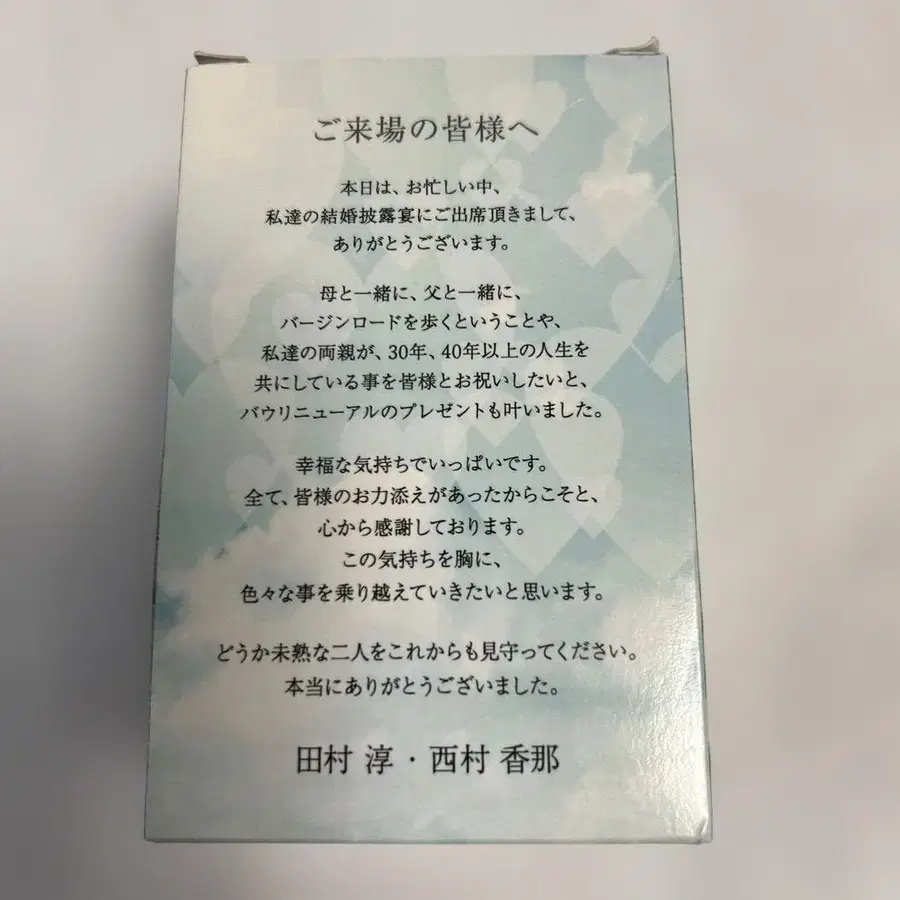 ご来場の皆様へ
本日は、お忙しい中、
私達の結婚披露宴にご出席頂きまして、
ありがとうございます。
母と一緒に、父と一緒に、
バージンロードを歩くということや、
私達の両親が、30年、40年以上の人生を
共にしている事を皆様とお祝いしたいと、
バウリニューアルのプレゼントも叶いました。
幸福な気持ちでいっぱいです。
全て、皆様のお力添えがあったからこそと、
心から感謝しております。
この気持ちを胸に、
色々な事を乗り越えていきたいと思います。
どうか未熟な二人をこれからも見守ってください。
本当にありがとうございました。
田村 淳・西村 香那